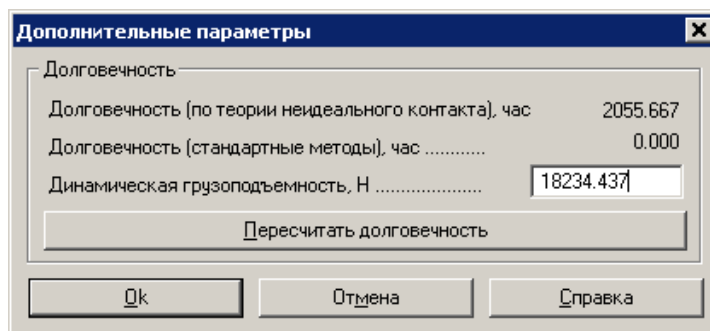 Дополнительные параметры
Долговечность
Долговечность (по теории неидеального контакта), час 2055.667
Долговечность (стандартные методы), час ............ 0.000
Динамическая грузоподъемность, Н ..................... 18234.437
Пересчитать долговечность
Ok Отмена Справка